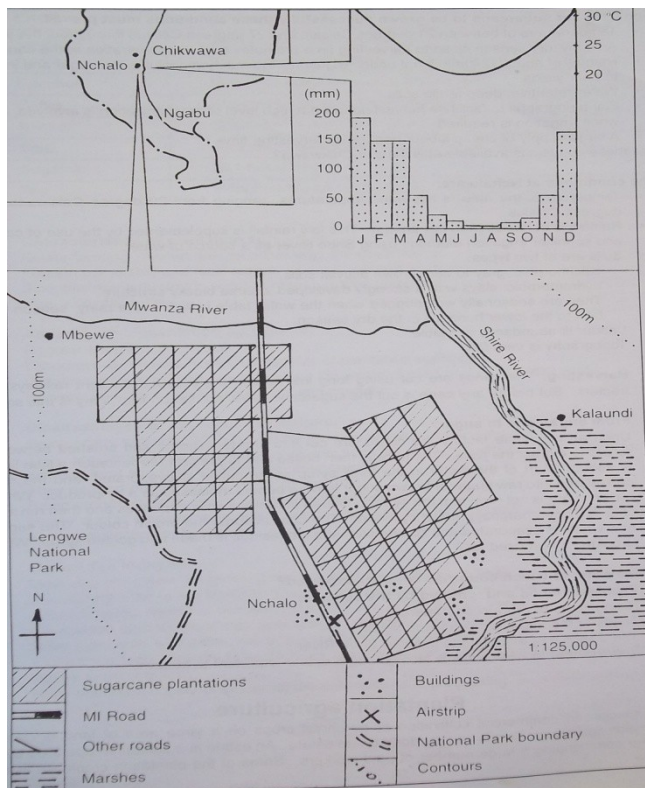 30 °C
25
20
Chikwawa
Nchalo
Ngabu
(mm)
200
150
100
50
0
J F M A M J J A S O N D
Mwanza River
Mbewe
100m
100m
Shire River
Kalaundi
Lengwe
National
Park
N
Nchalo
1:125,000
Sugarcane plantations
MI Road
Other roads
Marshes
Buildings
Airstrip
National Park boundary
Contours